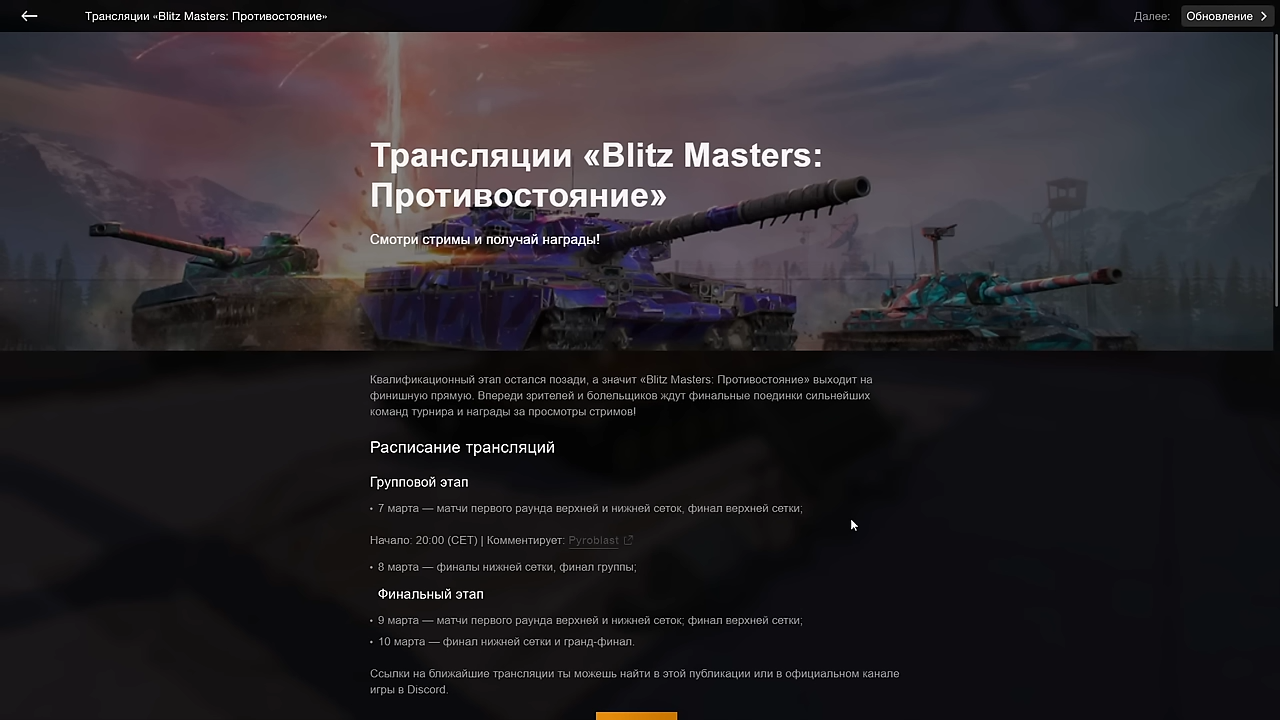 Трансляции «Blitz Masters: Противостояние»
Далее:
Обновление
Трансляции «Blitz Masters:
Противостояние»
Смотри стримы и получай награды!
Квалификационный этап остался позади, а значит «Blitz Masters: Противостояние» выходит на
финишную прямую. Впереди зрителей и болельщиков ждут финальные поединки сильнейших
команд турнира и награды за просмотры стримов!
Расписание трансляций
Групповой этап
• 7 марта — матчи первого раунда верхней и нижней сеток, финал верхней сетки;
Начало: 20:00 (CET) | Комментирует: Pyroblast
• 8 марта — финалы нижней сетки, финал группы;
Финальный этап
• 9 марта — матчи первого раунда верхней и нижней сеток; финал верхней сетки;
• 10 марта — финал нижней сетки и гранд-финал.
Ссылки на ближайшие трансляции ты можешь найти в этой публикации или в официальном канале
игры в Discord.